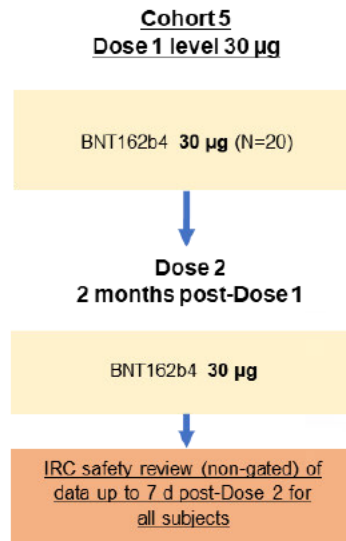 Cohort 5
Dose 1 level 30 µg
BNT162b4 30 µg (N=20)
Dose 2
2 months post-Dose 1
BNT162b4 30 µg
IRC safety review (non-gated) of
data up to 7 d post-Dose 2 for
all subjects